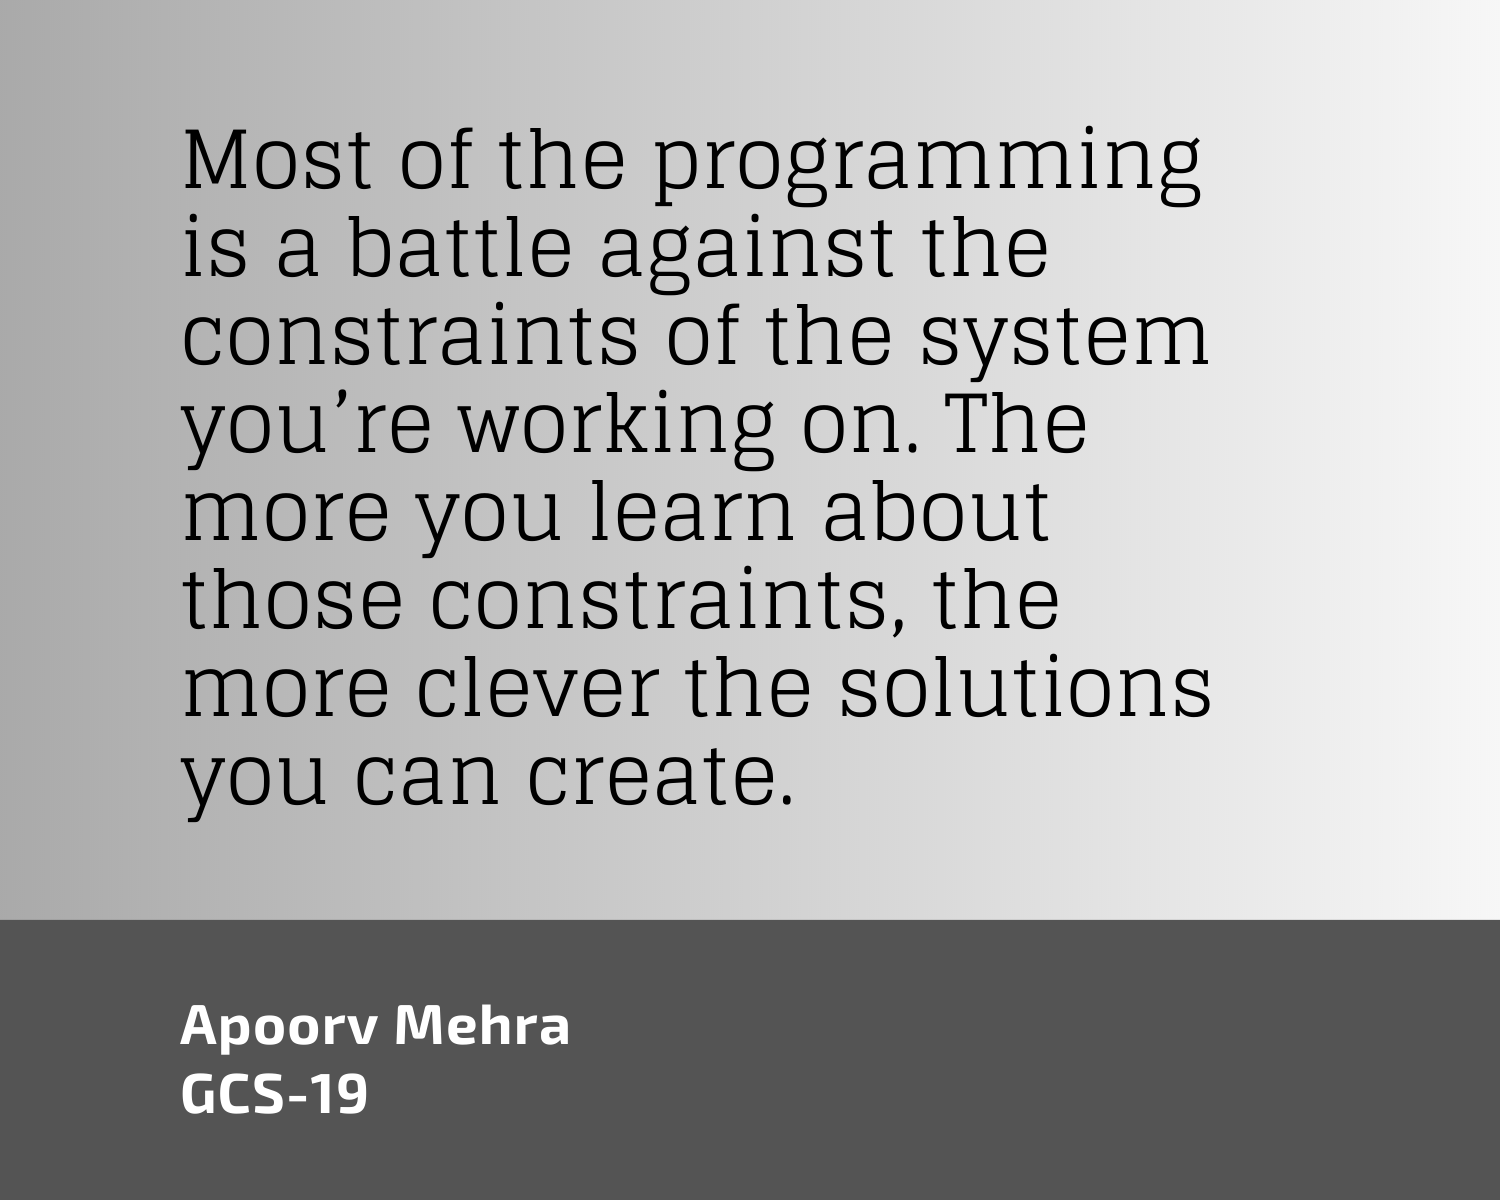 Most of the programming
is a battle against the
constraints of the system
you’re working on. The
more you learn about
those constraints, the
more clever the solutions
you can create.
Apoorv Mehra
GCS-19